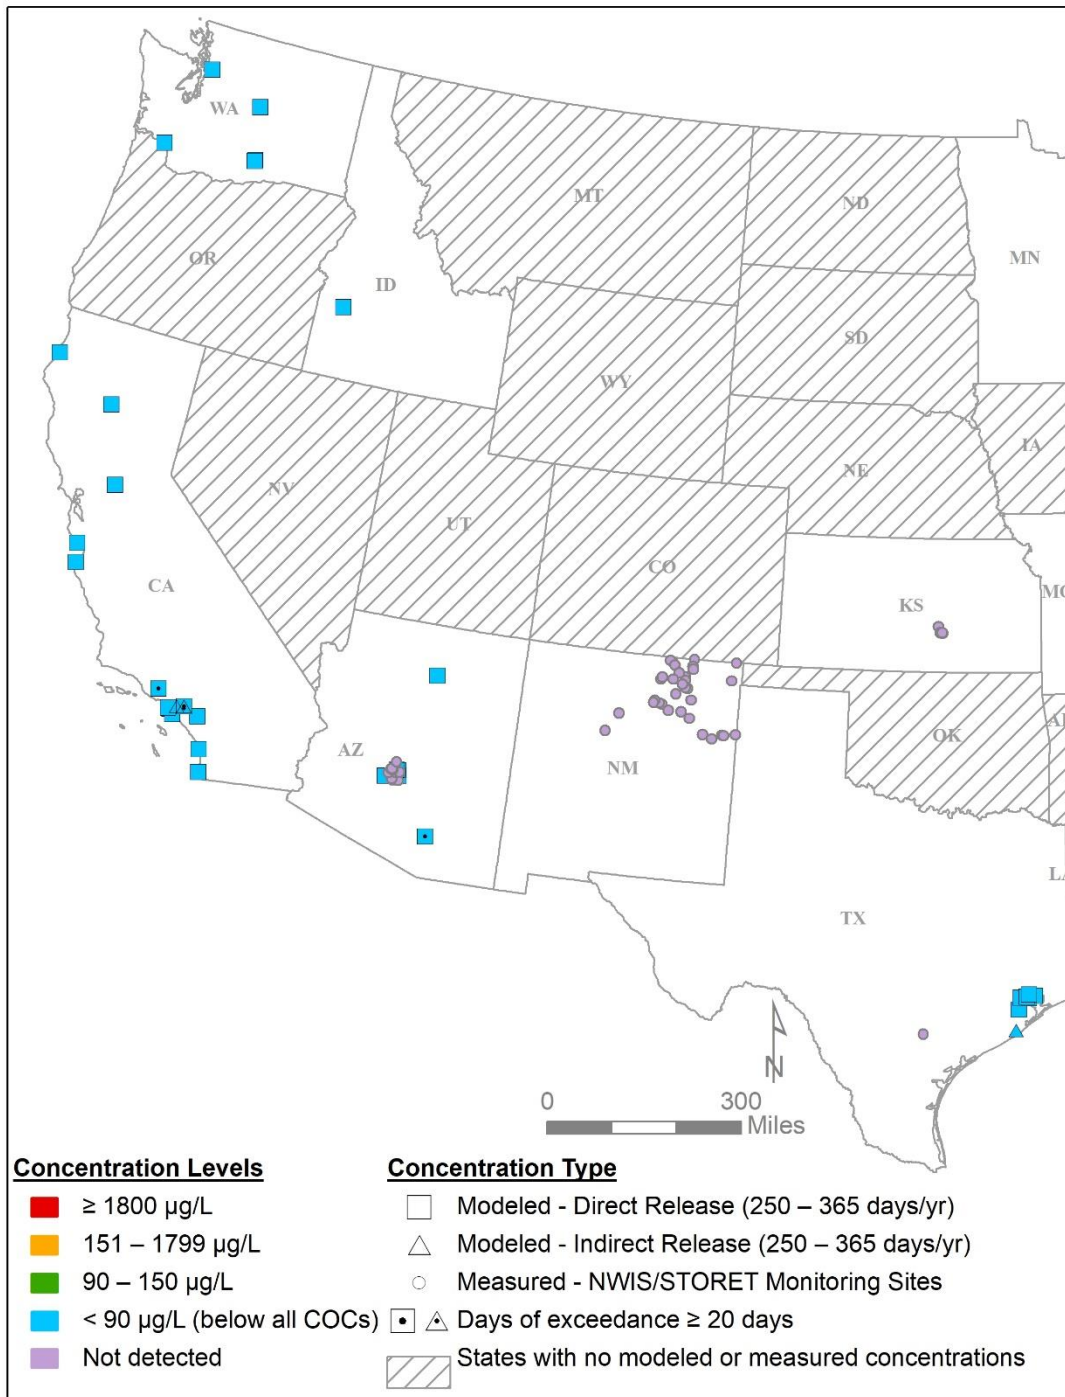 WA
MT
ND
MN
OR
ID
SD
WY
IA
NE
NV
UT
CO
CA
KS
MO
AZ
NM
OK
TX
N
0 300
Miles
Concentration Levels
≥ 1800 µg/L
151 – 1799 µg/L
90 – 150 µg/L
< 90 µg/L (below all COCs)
Not detected
Concentration Type
Modeled - Direct Release (250 – 365 days/yr)
Modeled - Indirect Release (250 – 365 days/yr)
Measured - NWIS/STORET Monitoring Sites
Days of exceedance ≥ 20 days
States with no modeled or measured concentrations